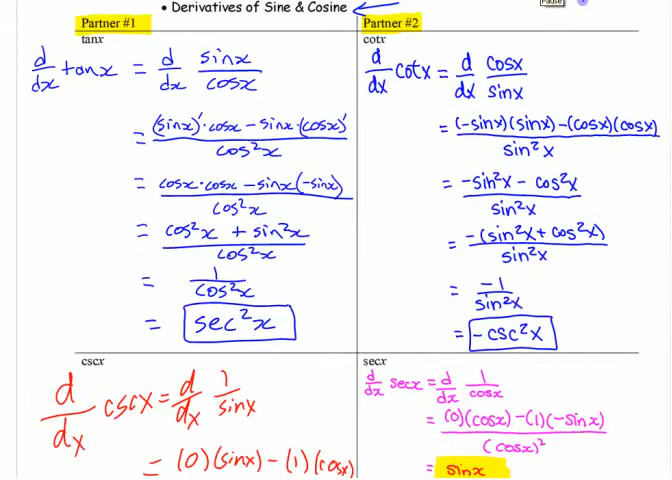 • Derivatives of Sine & Cosine
Pause
Partner #1
tanx
d/dx tanx = d/dx sinx/cosx
= ((sinx)'·cosx − sinx·(cosx)')/cos²x
= (cosx·cosx − sinx(−sinx))/cos²x
= (cos²x + sin²x)/cos²x
= 1/cos²x
= sec²x
Partner #2
cotx
d/dx cotx = d/dx cosx/sinx
= ((-sinx)(sinx) − (cosx)(cosx))/sin²x
= (-sin²x − cos²x)/sin²x
= -(sin²x + cos²x)/sin²x
= -1/sin²x
= -csc²x
cscx
d/dx cscx = d/dx 1/sinx
= (0)(sinx) − (1)(cosx)
secx
d/dx secx = d/dx 1/cosx
= ((0)(cosx) − (1)(-sinx))/(cosx)²
= sinx